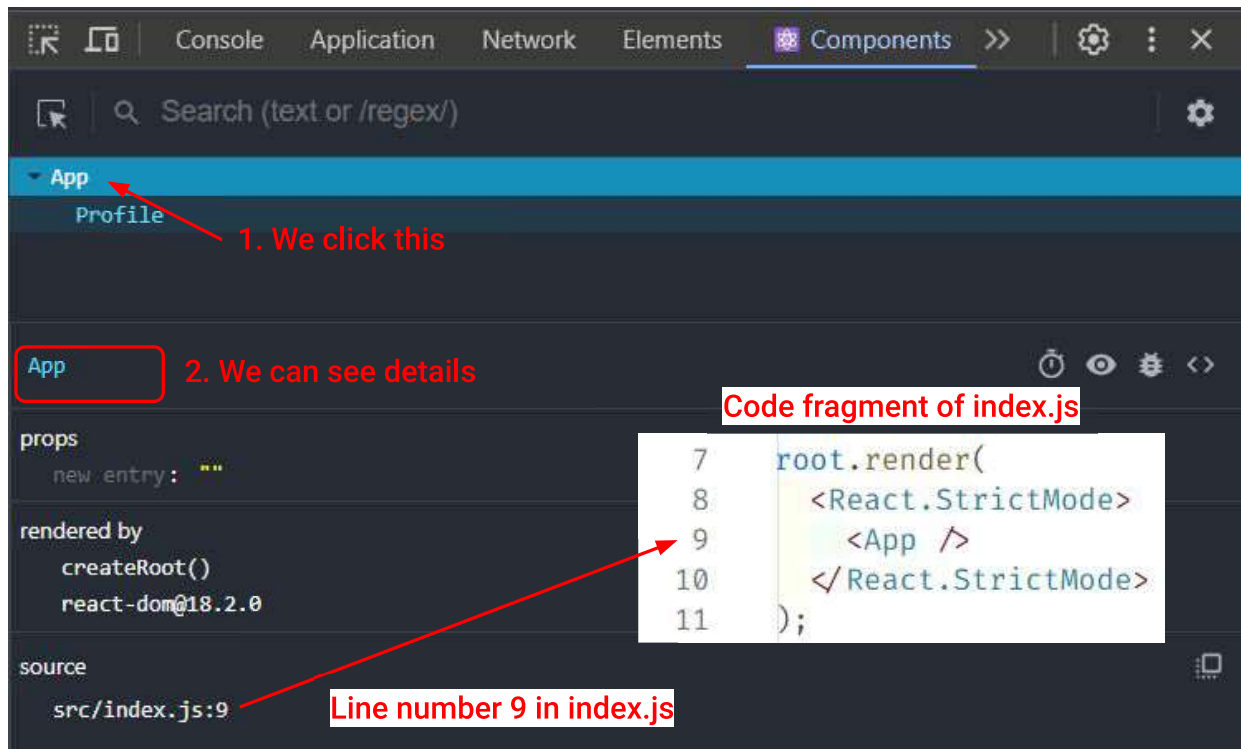 Console Application Network Elements Components
Search (text or /regex/)
App
Profile
1. We click this
App
2. We can see details
Code fragment of index.js
props
new entry: ""
7 root.render(
8 <React.StrictMode>
9 <App />
10 </React.StrictMode>
11 );
rendered by
createRoot()
react-dom@18.2.0
source
src/index.js:9
Line number 9 in index.js